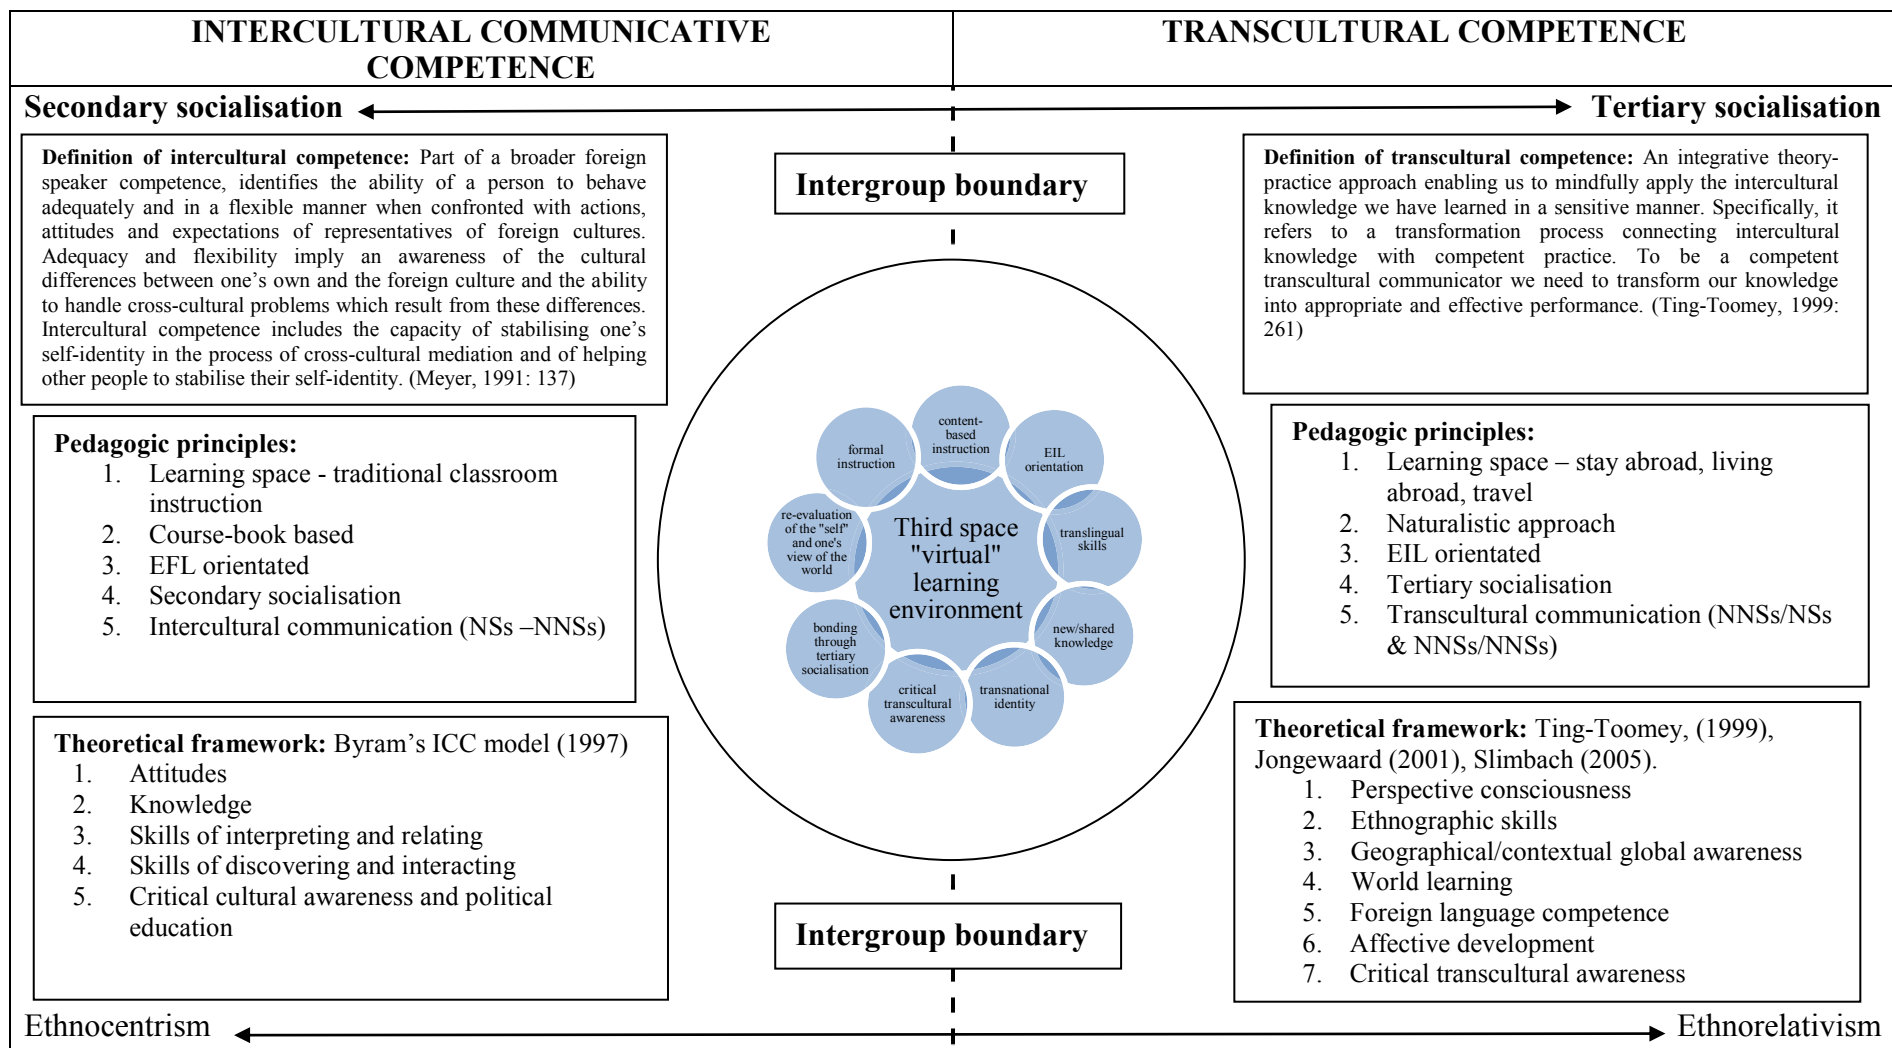 INTERCULTURAL COMMUNICATIVE
COMPETENCE
TRANSCULTURAL COMPETENCE
Secondary socialisation
Tertiary socialisation
Definition of intercultural competence: Part of a broader foreign
speaker competence, identifies the ability of a person to behave
adequately and in a flexible manner when confronted with actions,
attitudes and expectations of representatives of foreign cultures.
Adequacy and flexibility imply an awareness of the cultural
differences between one’s own and the foreign culture and the ability
to handle cross-cultural problems which result from these differences.
Intercultural competence includes the capacity of stabilising one’s
self-identity in the process of cross-cultural mediation and of helping
other people to stabilise their self-identity. (Meyer, 1991: 137)
Pedagogic principles:
1. Learning space - traditional classroom
instruction
2. Course-book based
3. EFL orientated
4. Secondary socialisation
5. Intercultural communication (NSs –NNSs)
Theoretical framework: Byram’s ICC model (1997)
1. Attitudes
2. Knowledge
3. Skills of interpreting and relating
4. Skills of discovering and interacting
5. Critical cultural awareness and political
education
Intergroup boundary
content-
based
instruction
EIL
orientation
translingual
skills
new/shared
knowledge
transnational
identity
critical
transcultural
awareness
bonding
through
tertiary
socialisation
re-evaluation
of the "self"
and one's
view of the
world
formal
instruction
Third space
"virtual"
learning
environment
Intergroup boundary
Definition of transcultural competence: An integrative theory-
practice approach enabling us to mindfully apply the intercultural
knowledge we have learned in a sensitive manner. Specifically, it
refers to a transformation process connecting intercultural
knowledge with competent practice. To be a competent
transcultural communicator we need to transform our knowledge
into appropriate and effective performance. (Ting-Toomey, 1999:
261)
Pedagogic principles:
1. Learning space – stay abroad, living
abroad, travel
2. Naturalistic approach
3. EIL orientated
4. Tertiary socialisation
5. Transcultural communication (NNSs/NSs
& NNSs/NNSs)
Theoretical framework: Ting-Toomey, (1999),
Jongewaard (2001), Slimbach (2005).
1. Perspective consciousness
2. Ethnographic skills
3. Geographical/contextual global awareness
4. World learning
5. Foreign language competence
6. Affective development
7. Critical transcultural awareness
Ethnocentrism
Ethnorelativism